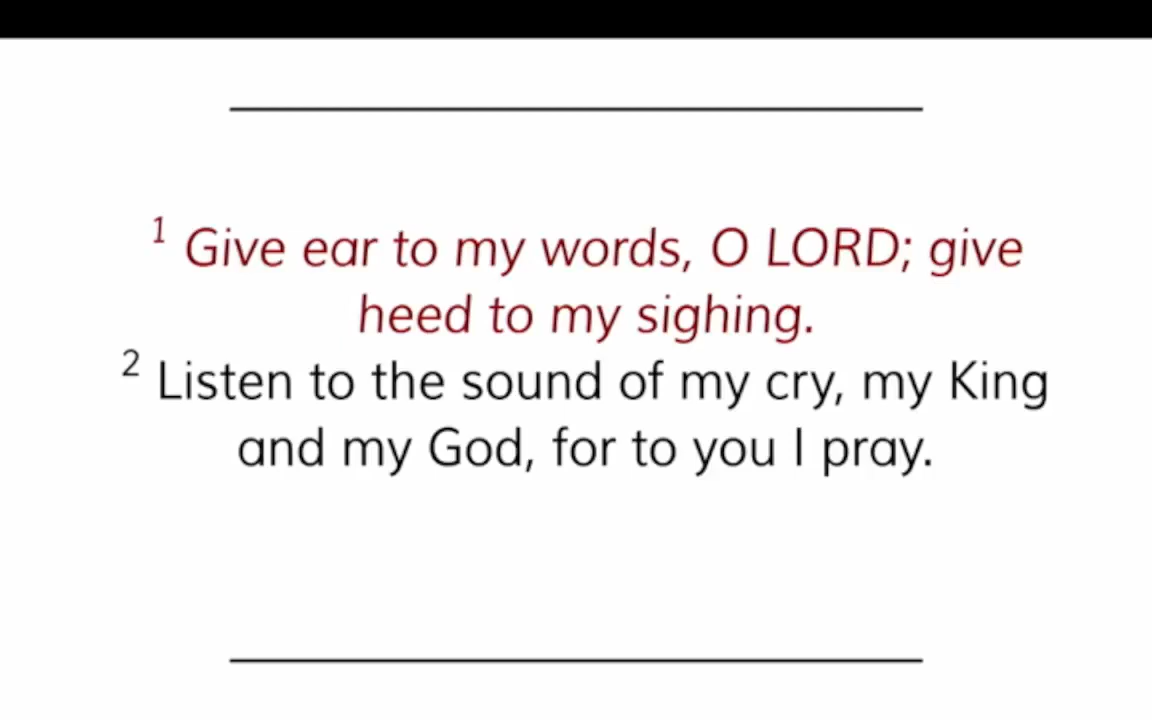 1 Give ear to my words, O LORD; give
heed to my sighing.
2 Listen to the sound of my cry, my King
and my God, for to you I pray.